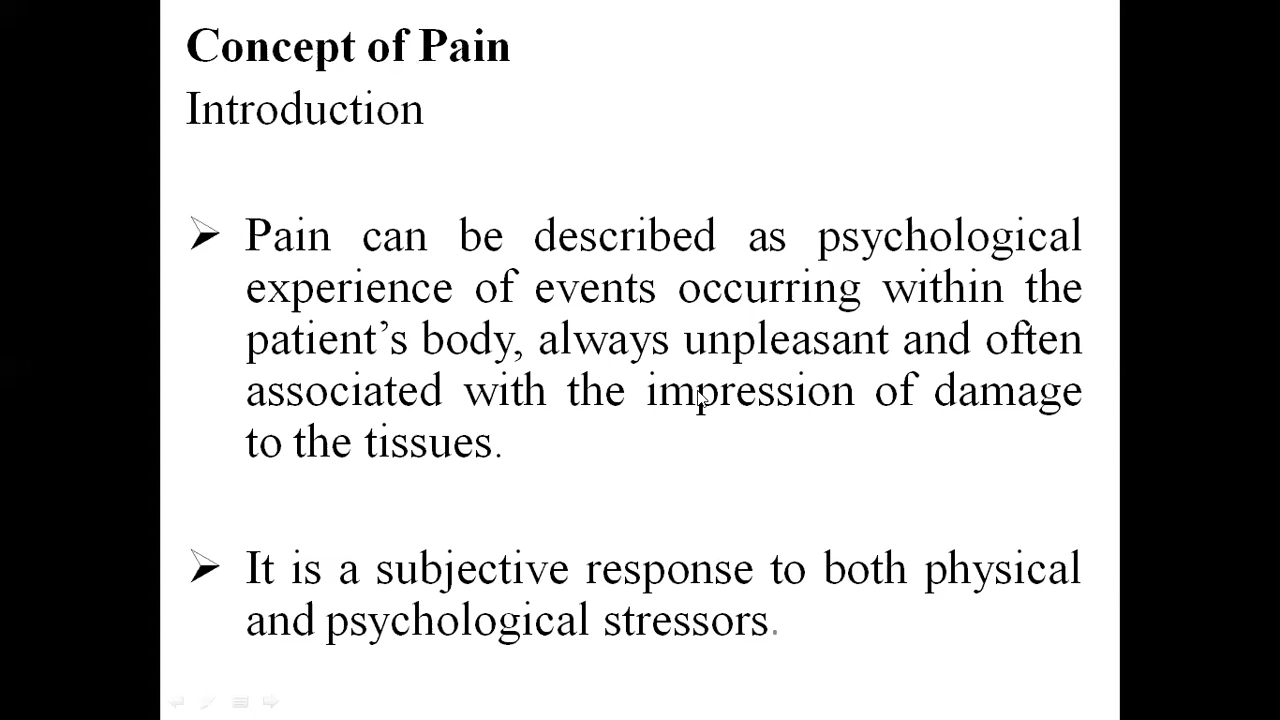 Concept of Pain
Introduction
➢ Pain can be described as psychological
experience of events occurring within the
patient’s body, always unpleasant and often
associated with the impression of damage
to the tissues.
➢ It is a subjective response to both physical
and psychological stressors.